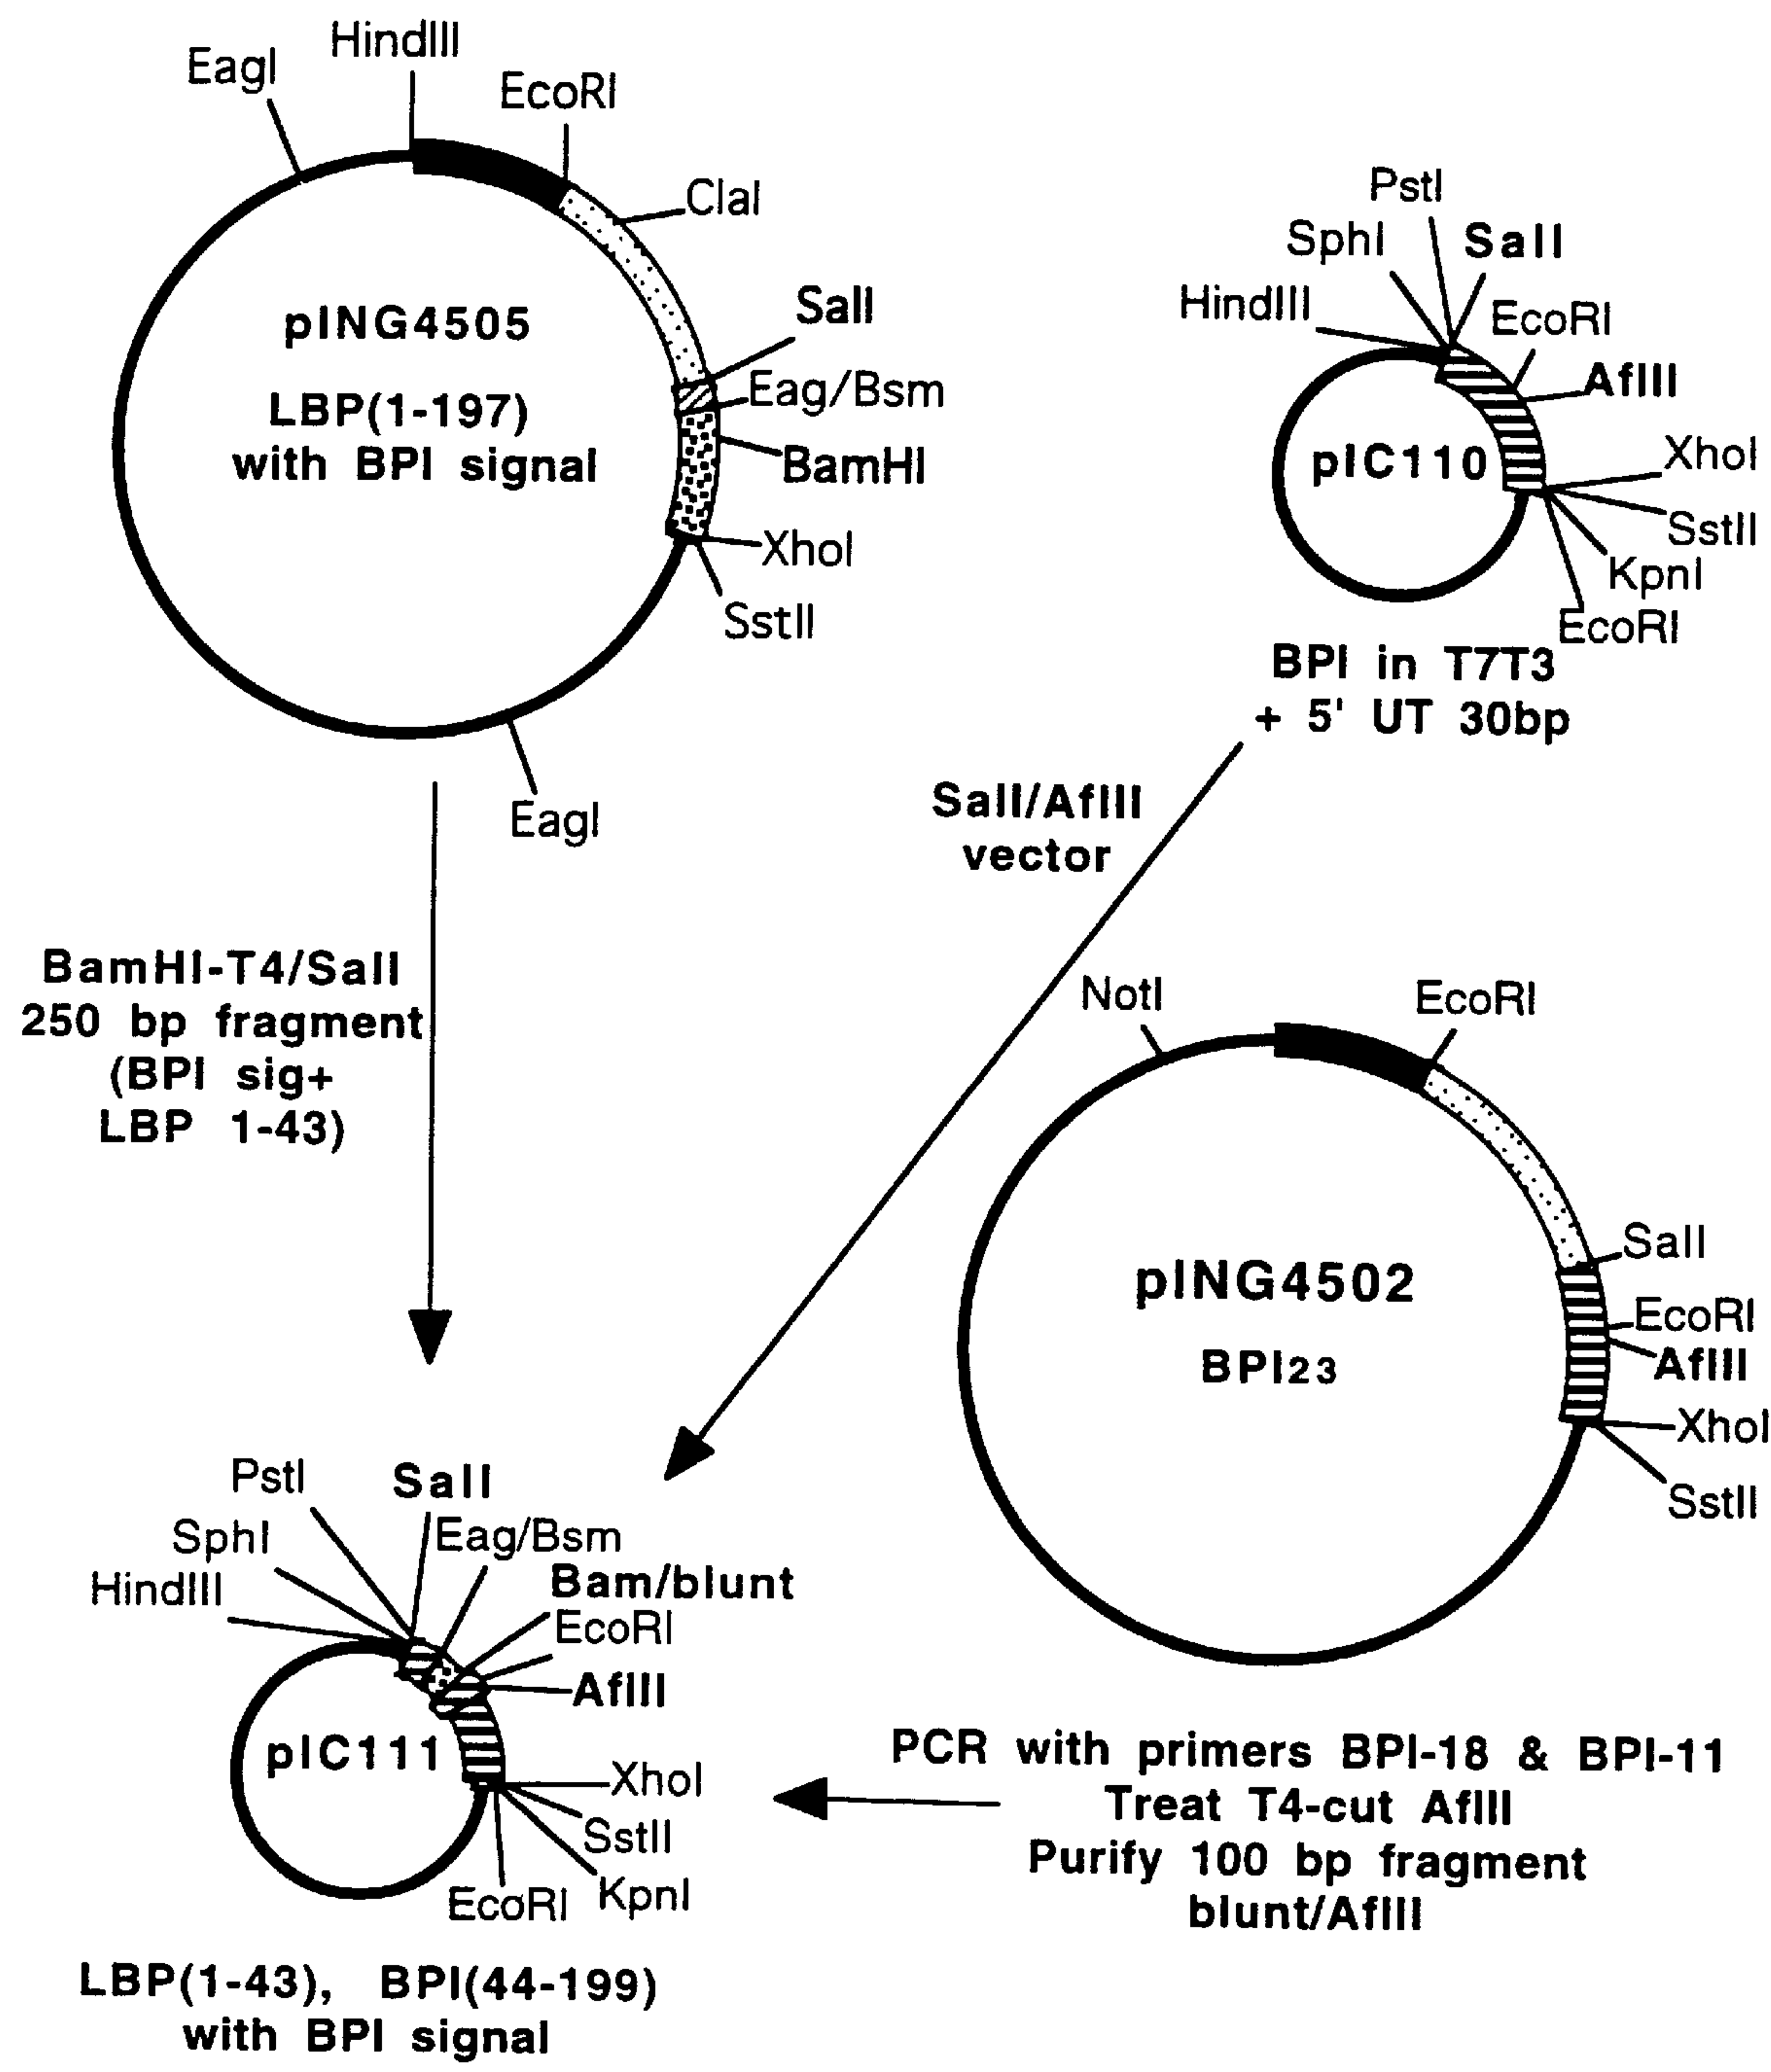 HindIII
EagI
EcoRI
ClaI
SalI
Eag/Bsm
BamHI
XhoI
SstII
EagI
pING4505
LBP(1-197)
with BPI signal
PstI
SphI
SalI
HindIII
EcoRI
AflII
pIC110
XhoI
SstII
KpnI
EcoRI
BPI in T7T3
+ 5' UT 30bp
SalI/AflII
vector
BamHI-T4/SalI
250 bp fragment
(BPI sig+
LBP 1-43)
NotI
EcoRI
SalI
EcoRI
AflII
XhoI
SstII
pING4502
BPI23
PstI
SalI
SphI
Eag/Bsm
HindIII
Bam/blunt
EcoRI
AflII
pIC111
XhoI
SstII
KpnI
EcoRI
PCR with primers BPI-18 & BPI-11
Treat T4-cut AflII
Purify 100 bp fragment
blunt/AflII
LBP(1-43), BPI(44-199)
with BPI signal